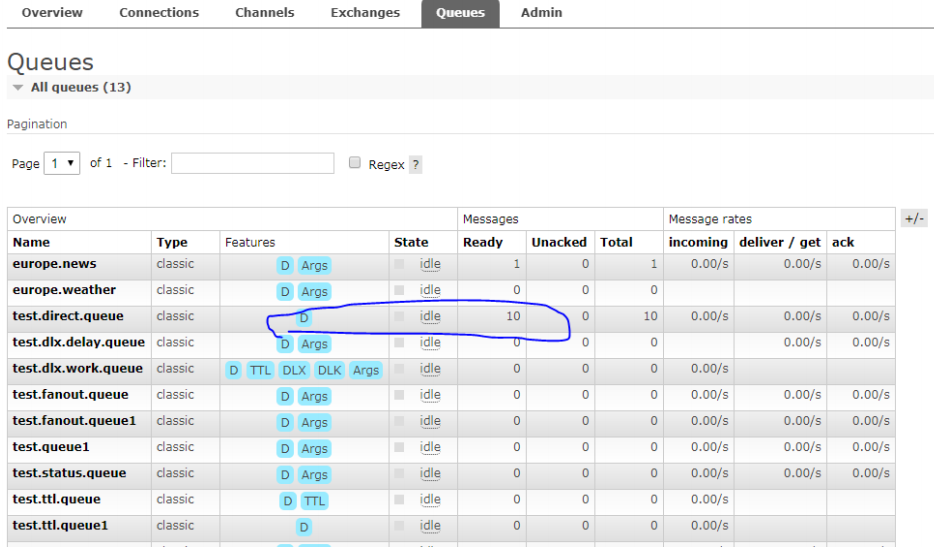 Overview Connections Channels Exchanges Queues Admin
Queues
All queues (13)
Pagination
Page 1 of 1 - Filter: Regex ?
Overview Messages Message rates +/-
Name Type Features State Ready Unacked Total incoming deliver / get ack
europe.news classic D Args idle 1 0 1 0.00/s 0.00/s 0.00/s
europe.weather classic D Args idle 0 0 0
test.direct.queue classic D idle 10 0 10 0.00/s 0.00/s 0.00/s
test.dlx.delay.queue classic D Args idle 0 0 0 0.00/s 0.00/s
test.dlx.work.queue classic D TTL DLX DLK Args idle 0 0 0 0.00/s
test.fanout.queue classic D Args idle 0 0 0 0.00/s 0.00/s 0.00/s
test.fanout.queue1 classic D Args idle 0 0 0 0.00/s 0.00/s 0.00/s
test.queue1 classic D Args idle 0 0 0 0.00/s 0.00/s 0.00/s
test.status.queue classic D Args idle 0 0 0 0.00/s 0.00/s 0.00/s
test.ttl.queue classic D TTL idle 0 0 0 0.00/s
test.ttl.queue1 classic D idle 0 0 0 0.00/s